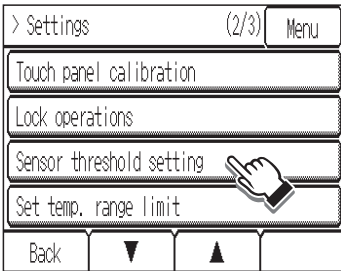 > Settings (2/3) Menu
Touch panel calibration
Lock operations
Sensor threshold setting
Set temp. range limit
Back ▼ ▲